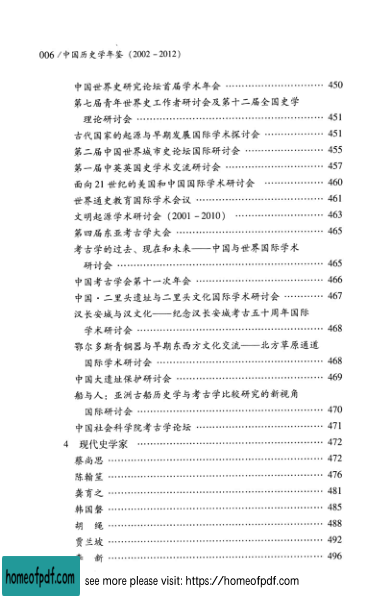 006 / 中国历史学年鉴 (2002-2012)
中国世界史研究论坛首届学术年会 …… 450
第七届青年世界史工作者研讨会及第十二届全国史学
理论研讨会 …… 451
古代国家的起源与早期发展国际学术探讨会 …… 451
第二届中国世界城市史论坛国际研讨会 …… 455
第一届中英英国史学术交流研讨会 …… 457
面向21世纪的美国和中国国际学术研讨会 …… 460
世界通史教育国际学术会议 …… 461
文明起源学术研讨会 (2001-2010) …… 463
第四届东亚考古学大会 …… 465
考古学的过去、现在和未来——中国与世界国际学术
研讨会 …… 465
中国考古学会第十一次年会 …… 466
中国·二里头遗址与二里头文化国际学术研讨会 …… 467
汉长安城与汉文化——纪念汉长安城考古五十周年国际
学术研讨会 …… 468
鄂尔多斯青铜器与早期东西方文化交流——北方草原通道
国际学术研讨会 …… 468
中国大遗址保护研讨会 …… 469
船与人：亚洲古船历史学与考古学比较研究的新视角
国际研讨会 …… 470
中国社会科学院考古学论坛 …… 471
4 现代史学家 …… 472
蔡尚思 …… 472
陈翰笙 …… 476
龚育之 …… 481
韩国磐 …… 485
胡 绳 …… 488
贾兰坡 …… 492
新 …… 496
homeofpdf.com
see more please visit: https://homeofpdf.com